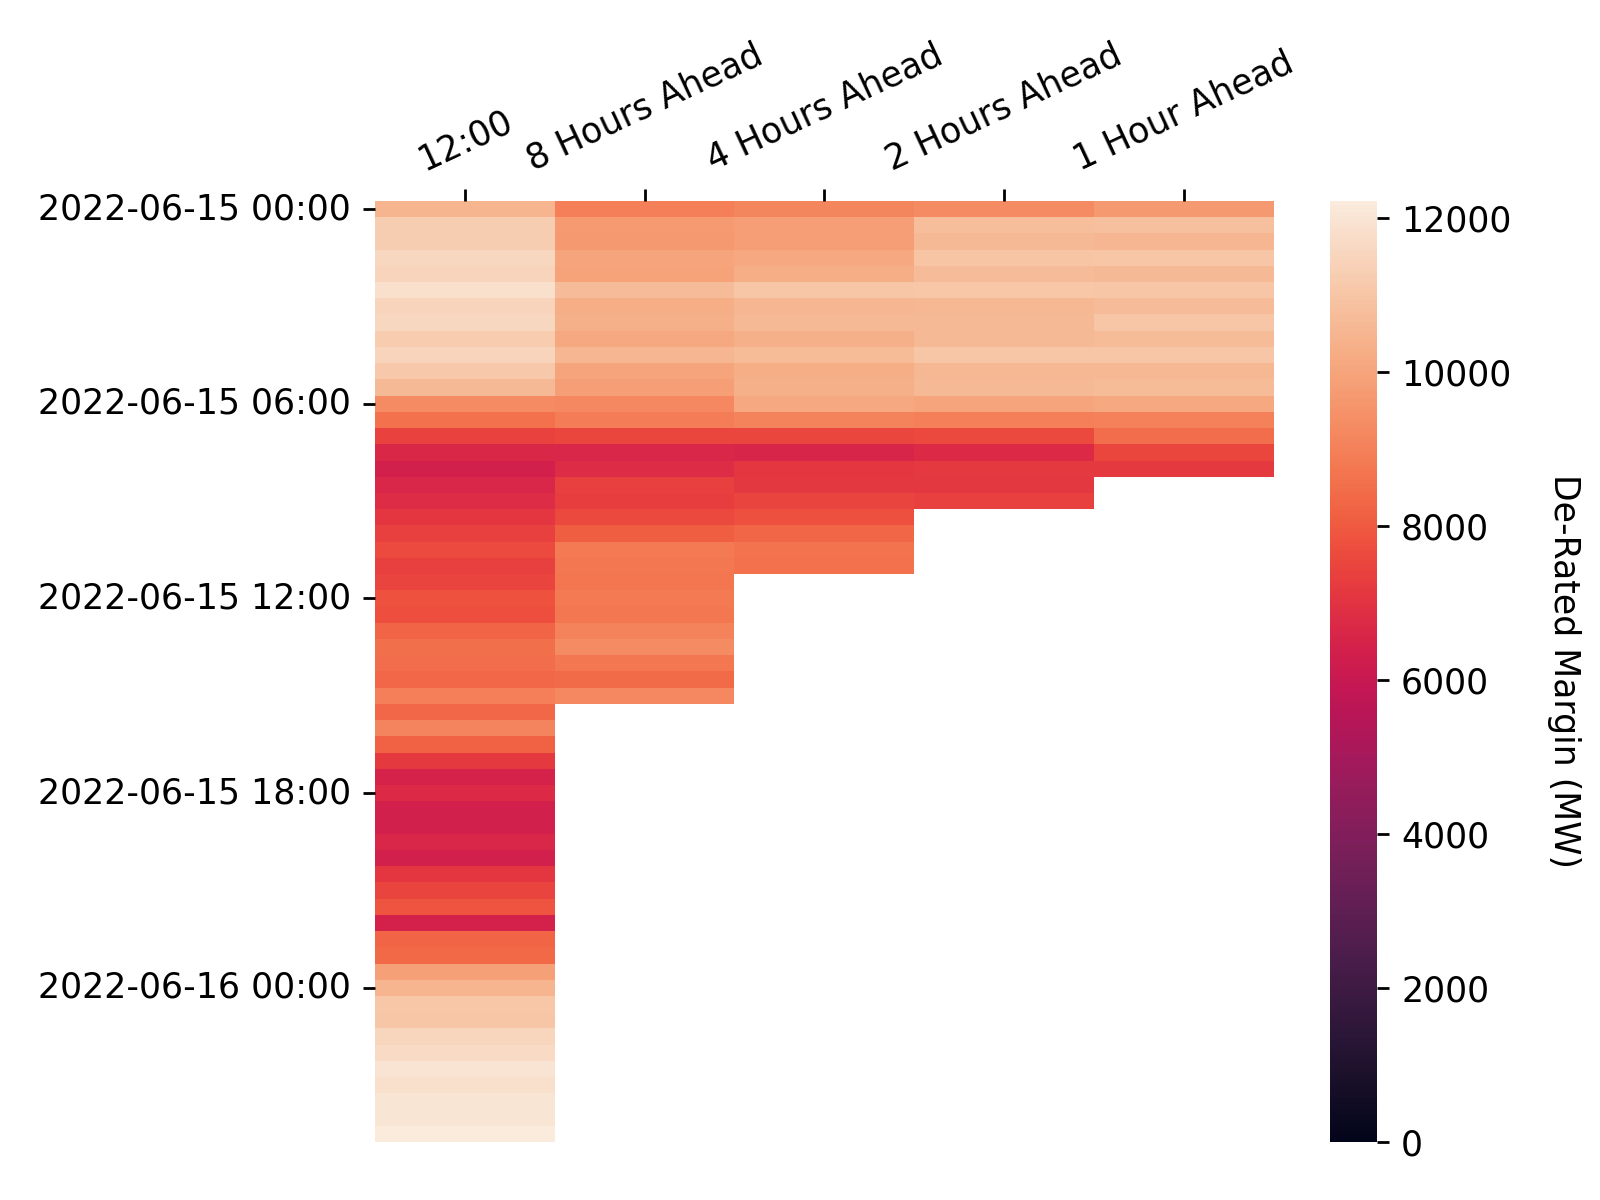 12:00
8 Hours Ahead
4 Hours Ahead
2 Hours Ahead
1 Hour Ahead
2022-06-15 00:00
2022-06-15 06:00
2022-06-15 12:00
2022-06-15 18:00
2022-06-16 00:00
12000
10000
8000
6000
4000
2000
0
De-Rated Margin (MW)